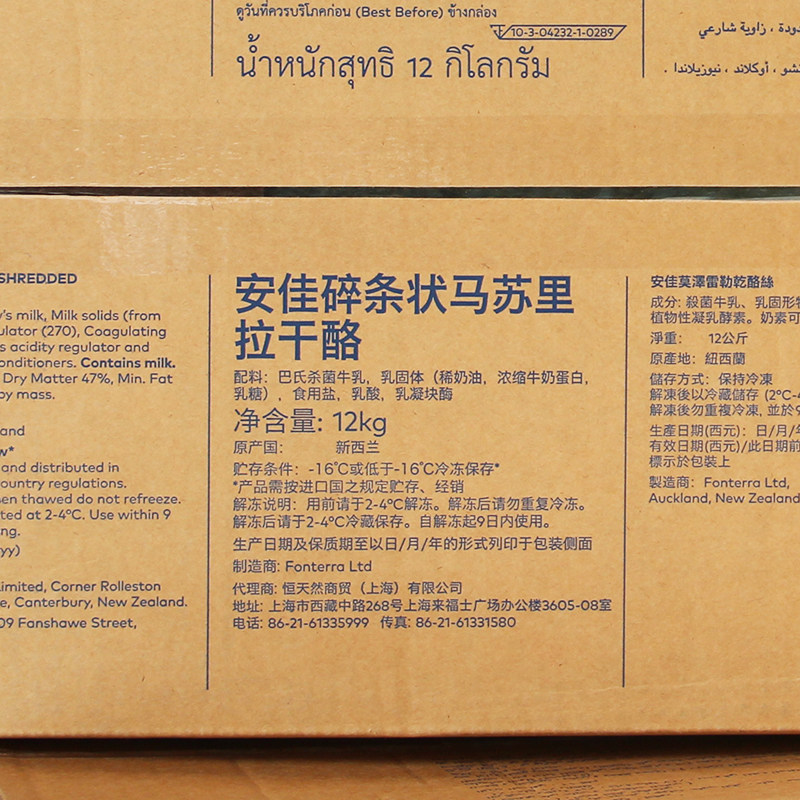 ดูวันที่ควรบริโภคก่อน (Best Before) ข้างกล่อง
10-3-04232-1-0289
น้ำหนักสุทธิ 12 กิโลกรัม
، زاوية شارعي
، أوكلاند ، نيوزيلاندا .
SHREDDED
milk, Milk solids (from
(270), Coagulating
acidity regulator and
Contains milk.
Dry Matter 47%, Min. Fat
by mass.
and
and distributed in
country regulations.
thawed do not refreeze.
at 2-4°C. Use within 9
Limited, Corner Rolleston
Canterbury, New Zealand.
Fanshawe Street,
安佳碎条状马苏里
拉干酪
配料：巴氏杀菌牛乳，乳固体（稀奶油，浓缩牛奶蛋白，
乳糖），食用盐，乳酸，乳凝块酶
净含量: 12kg
原产国： 新西兰
贮存条件：-16℃或低于-16℃冷冻保存*
*产品需按进口国之规定贮存、经销
解冻说明：用前请于2-4℃解冻。解冻后请勿重复冷冻。
解冻后请于2-4℃冷藏保存。自解冻起9日内使用。
生产日期及保质期至以日/月/年的形式列印于包装侧面
制造商: Fonterra Ltd
代理商: 恒天然商贸（上海）有限公司
地址: 上海市西藏中路268号上海来福士广场办公楼3605-08室
电话: 86-21-61335999 传真: 86-21-61331580
安佳莫澤雷勒乾酪絲
成分: 殺菌牛乳、乳固形物
植物性凝乳酵素。奶素可
淨重： 12公斤
原產地: 紐西蘭
儲存方式：保持冷凍
解凍後以冷藏儲存 (2°C-4
解凍後勿重複冷凍, 並於9
生產日期(西元)：日/月/年
有效日期(西元)/此日期前
標示於包裝上
製造商：Fonterra Ltd,
Auckland, New Zealand